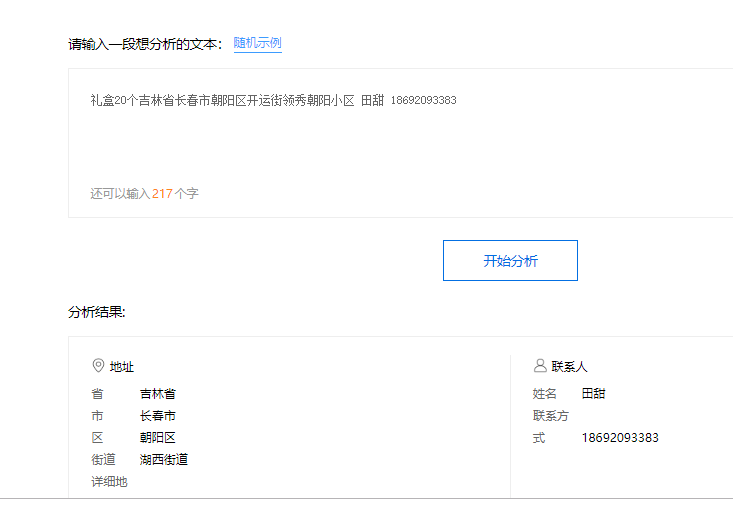 请输入一段想分析的文本： 随机示例
礼盒20个吉林省长春市朝阳区开运街领秀朝阳小区 田甜 18692093383
还可以输入217个字
开始分析
分析结果:
地址
省 吉林省
市 长春市
区 朝阳区
街道 湖西街道
详细地
联系人
姓名 田甜
联系方
式 18692093383